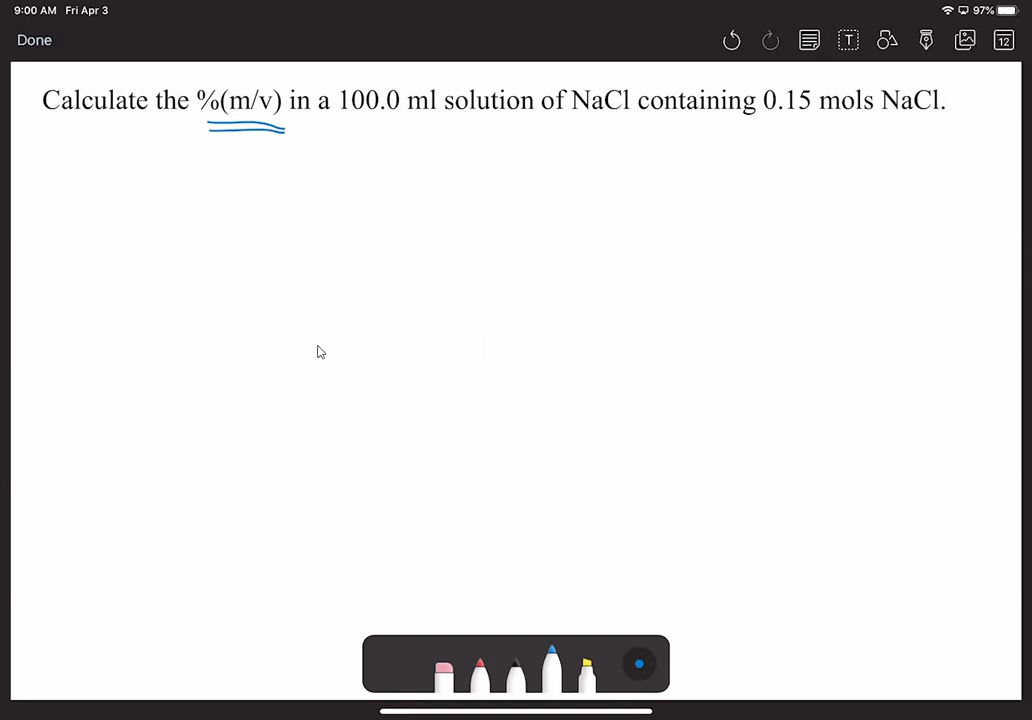 9:00 AM Fri Apr 3 97%
Done T 12
Calculate the %(m/v) in a 100.0 ml solution of NaCl containing 0.15 mols NaCl.